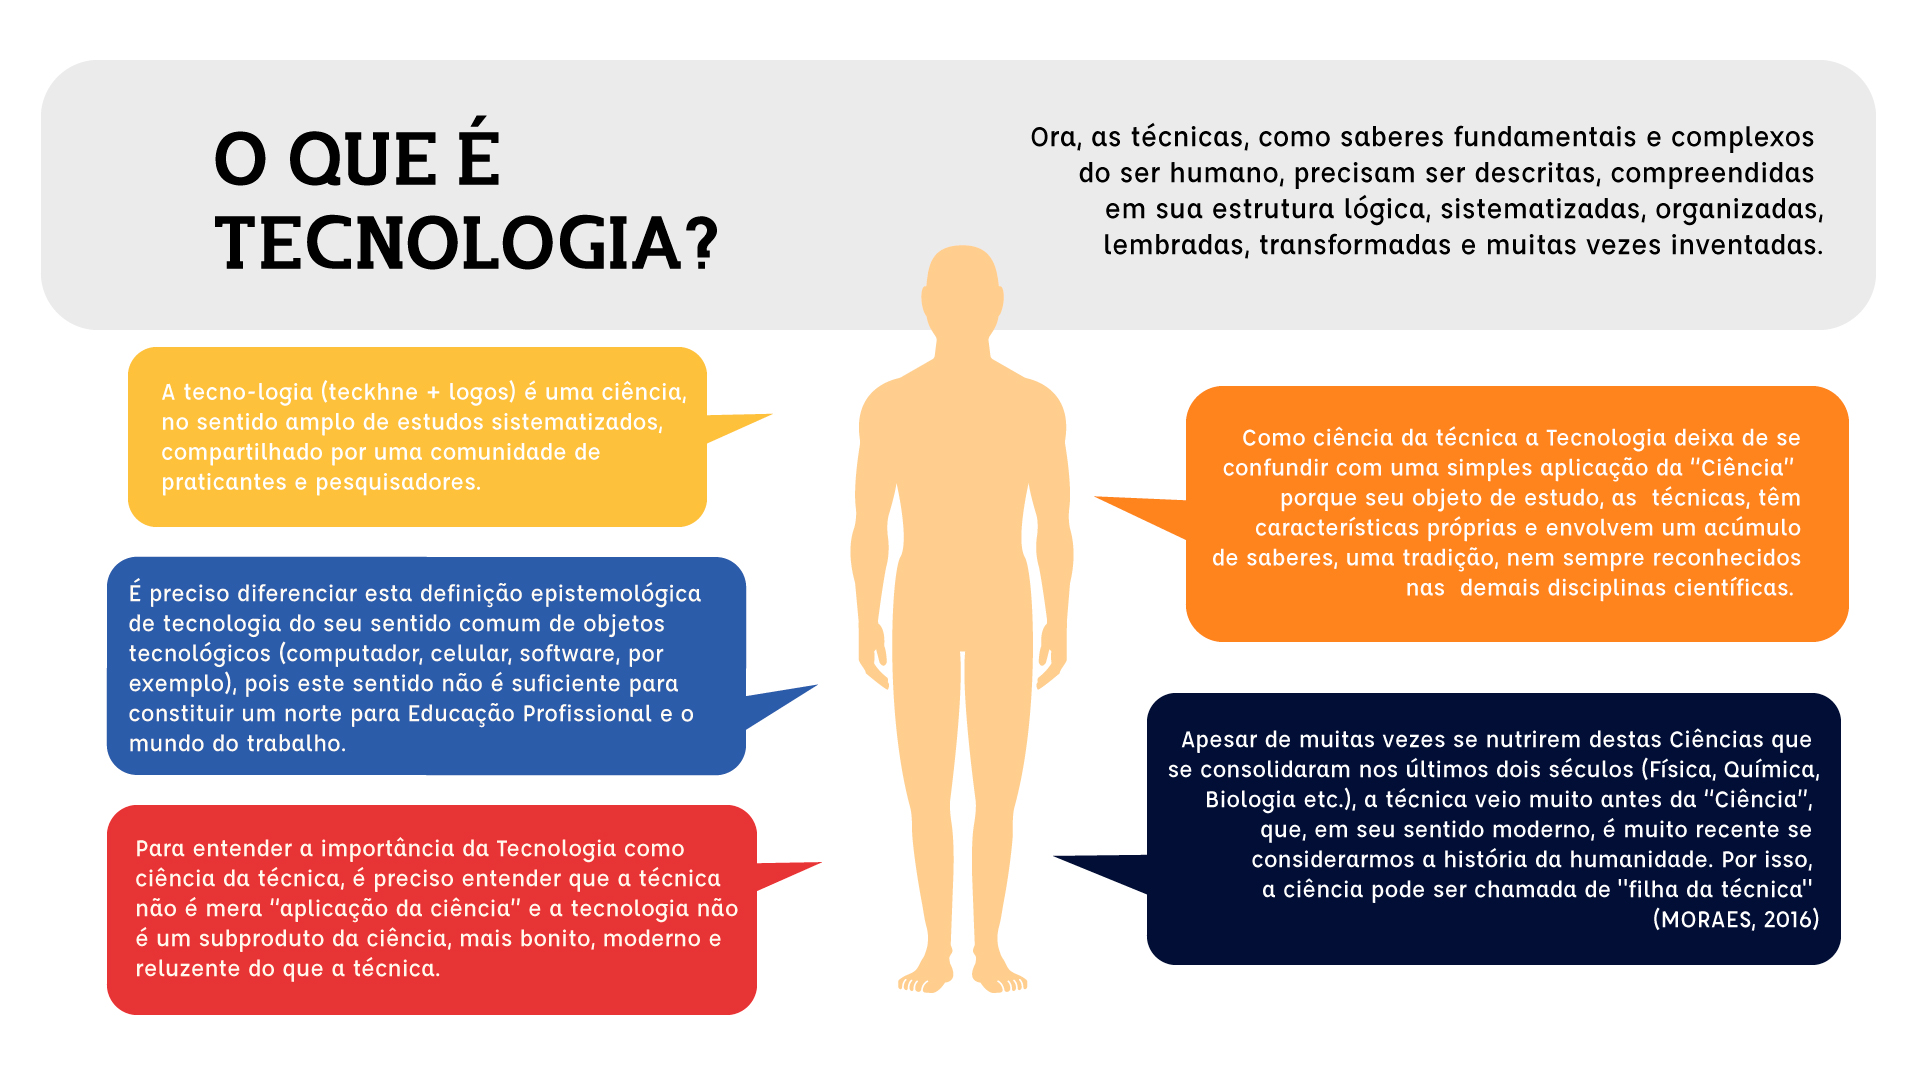 O QUE É
TECNOLOGIA?
Ora, as técnicas, como saberes fundamentais e complexos
do ser humano, precisam ser descritas, compreendidas
em sua estrutura lógica, sistematizadas, organizadas,
lembradas, transformadas e muitas vezes inventadas.
A tecno-logia (teckhne + logos) é uma ciência,
no sentido amplo de estudos sistematizados,
compartilhado por uma comunidade de
praticantes e pesquisadores.
É preciso diferenciar esta definição epistemológica
de tecnologia do seu sentido comum de objetos
tecnológicos (computador, celular, software, por
exemplo), pois este sentido não é suficiente para
constituir um norte para Educação Profissional e o
mundo do trabalho.
Para entender a importância da Tecnologia como
ciência da técnica, é preciso entender que a técnica
não é mera “aplicação da ciência” e a tecnologia não
é um subproduto da ciência, mais bonito, moderno e
reluzente do que a técnica.
Como ciência da técnica a Tecnologia deixa de se
confundir com uma simples aplicação da “Ciência”
porque seu objeto de estudo, as técnicas, têm
características próprias e envolvem um acúmulo
de saberes, uma tradição, nem sempre reconhecidos
nas demais disciplinas científicas.
Apesar de muitas vezes se nutrirem destas Ciências que
se consolidaram nos últimos dois séculos (Física, Química,
Biologia etc.), a técnica veio muito antes da “Ciência”,
que, em seu sentido moderno, é muito recente se
considerarmos a história da humanidade. Por isso,
a ciência pode ser chamada de "filha da técnica"
(MORAES, 2016)